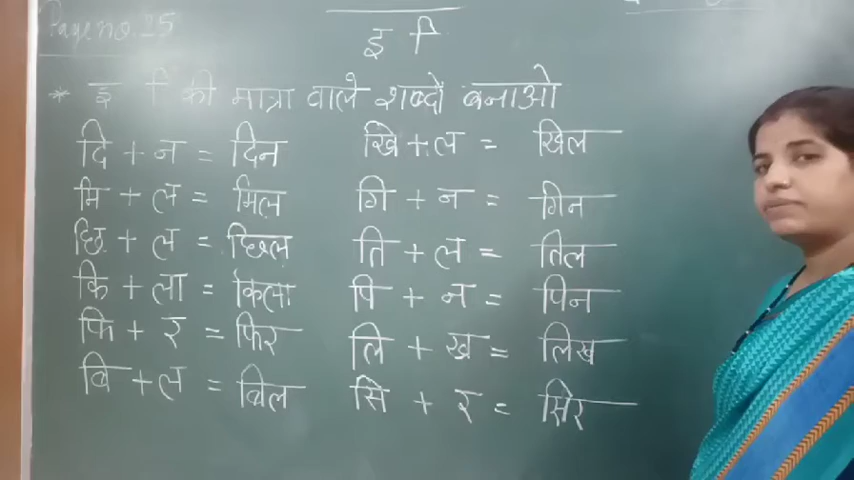 Page no. 25
इ ि
* इ ि की मात्रा वाले शब्दों बनाओ
दि + न = दिन
मि + ल = मिल
छि + ल = छिल
कि + ला = किला
फि + र = फिर
बि + ल = बिल
खि + ल = खिल
गि + न = गिन
ति + ल = तिल
पि + न = पिन
लि + ख = लिख
सि + र = सिर